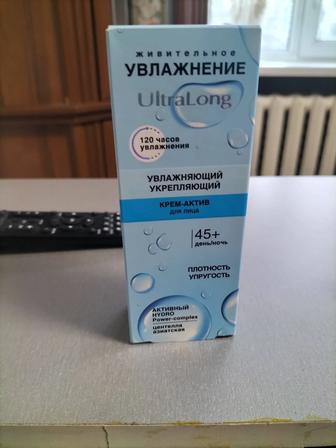 живительное
УВЛАЖНЕНИЕ
UltraLong
120 часов
увлажнения
УВЛАЖНЯЮЩИЙ
УКРЕПЛЯЮЩИЙ
КРЕМ-АКТИВ
ДЛЯ ЛИЦА
45+
день/ночь
ПЛОТНОСТЬ
УПРУГОСТЬ
АКТИВНЫЙ
HYDRO
Power-complex
центелла
азиатская